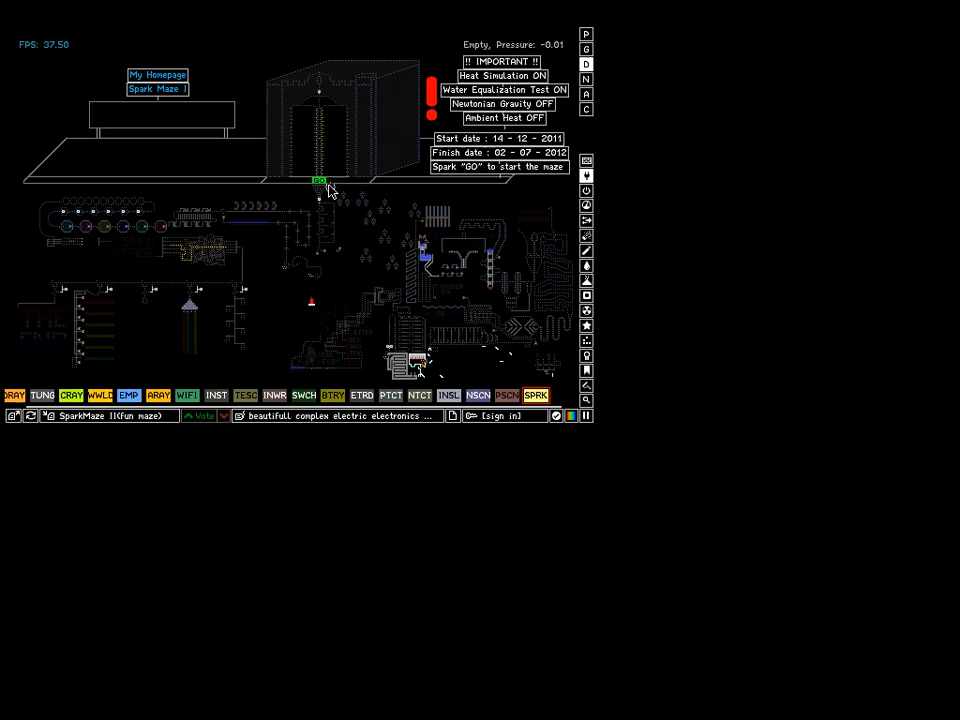 FPS: 37.50
Empty, Pressure: -0.01
P
G
D
N
A
C
!! IMPORTANT !!
Heat Simulation ON
Water Equalization Test ON
Newtonian Gravity OFF
Ambient Heat OFF
My Homepage
Spark Maze I
Start date : 14 - 12 - 2011
Finish date : 02 - 07 - 2012
Spark "GO" to start the maze
GO
DRAY TUNG CRAY WWLD EMP ARAY WIFI INST TESC INWR SWCH BTRY ETRD PTCT NTCT INSL NSCN PSCN SPRK
SparkMaze II(fun maze) Vote beautifull complex electric electronics ... [sign in]